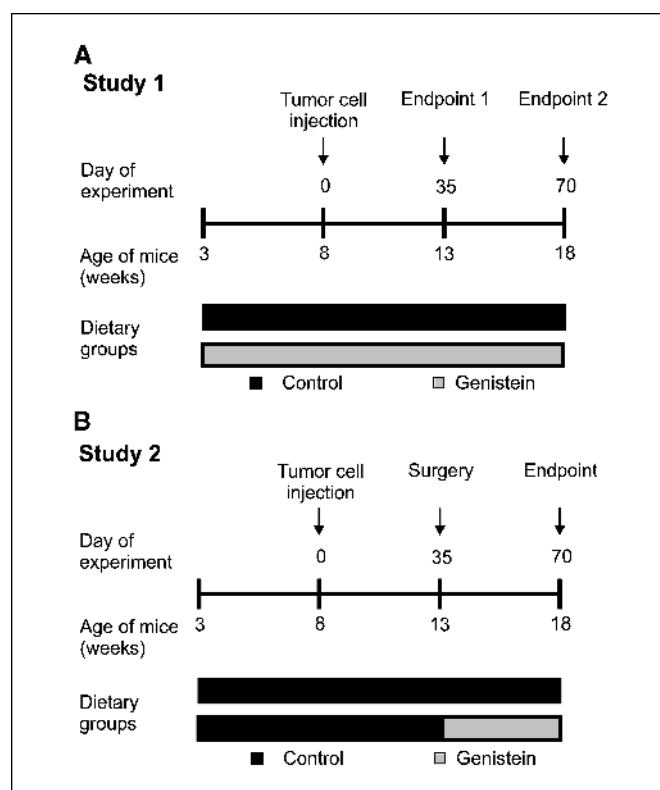 A
Study 1
Tumor cell injection Endpoint 1 Endpoint 2
Day of experiment 0 35 70
Age of mice (weeks) 3 8 13 18
Dietary groups
Control Genistein
B
Study 2
Tumor cell injection Surgery Endpoint
Day of experiment 0 35 70
Age of mice (weeks) 3 8 13 18
Dietary groups
Control Genistein